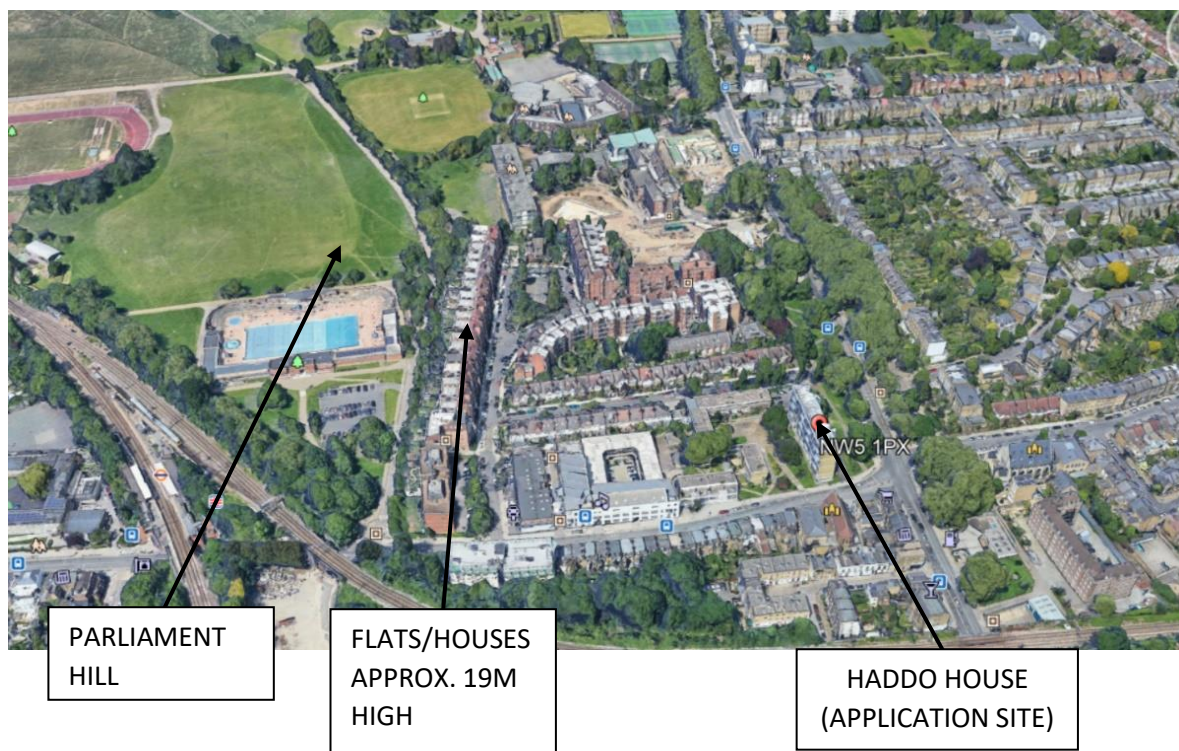 NW5 1PX
PARLIAMENT
HILL
FLATS/HOUSES
APPROX. 19M
HIGH
HADDO HOUSE
(APPLICATION SITE)